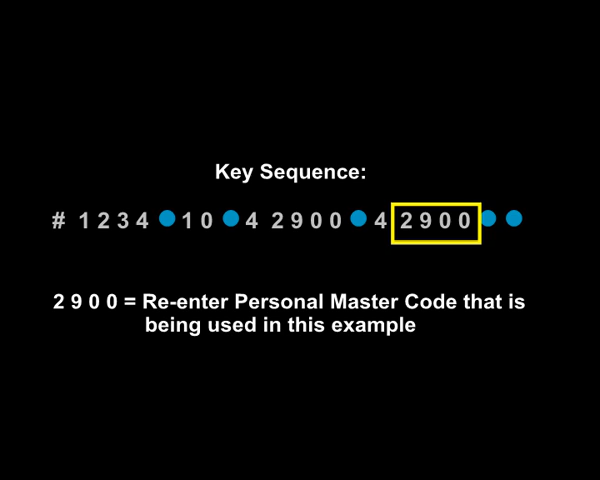 Key Sequence:
# 1 2 3 4 ● 1 0 ● 4 2 9 0 0 ● 4 2 9 0 0 ● ●
2 9 0 0 = Re-enter Personal Master Code that is
being used in this example